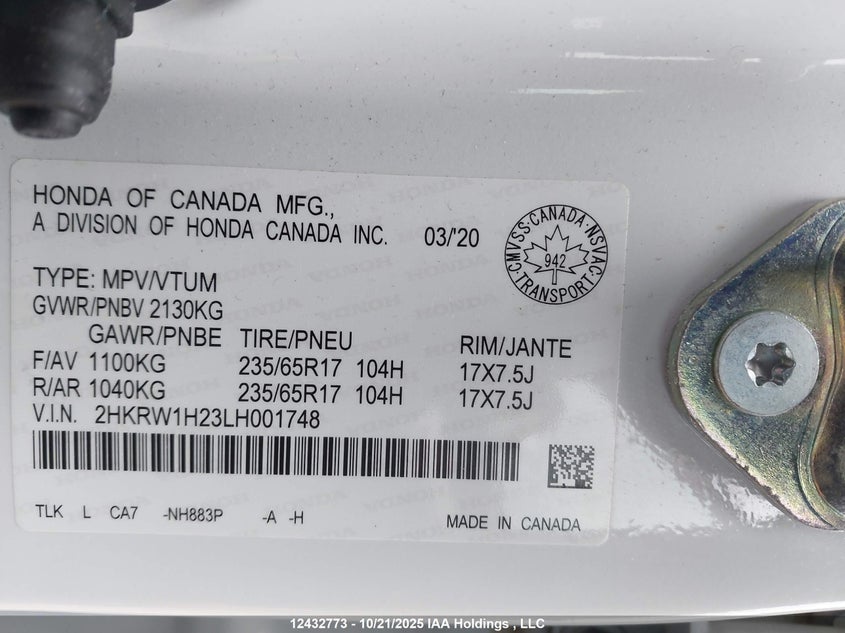 HONDA OF CANADA MFG.,
A DIVISION OF HONDA CANADA INC. 03/'20
CMVSS·CANADA·NSVAC·TRANSPORT·
942
TYPE: MPV/VTUM
GVWR/PNBV 2130KG
GAWR/PNBE TIRE/PNEU RIM/JANTE
F/AV 1100KG 235/65R17 104H 17X7.5J
R/AR 1040KG 235/65R17 104H 17X7.5J
V.I.N. 2HKRW1H23LH001748
TLK L CA7 -NH883P -A -H MADE IN CANADA
12432773 - 10/21/2025 IAA Holdings , LLC